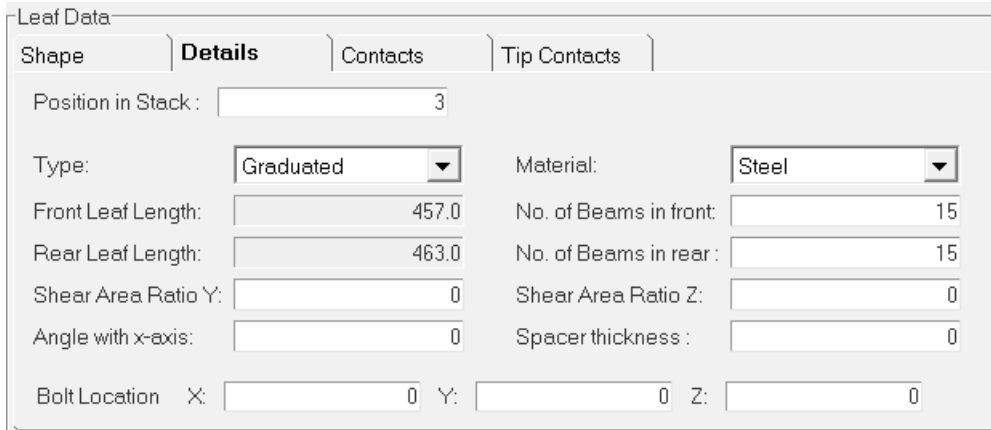 Leaf Data
Shape Details Contacts Tip Contacts
Position in Stack : 3
Type: Graduated Material: Steel
Front Leaf Length: 457.0 No. of Beams in front: 15
Rear Leaf Length: 463.0 No. of Beams in rear : 15
Shear Area Ratio Y: 0 Shear Area Ratio Z: 0
Angle with x-axis: 0 Spacer thickness : 0
Bolt Location X: 0 Y: 0 Z: 0